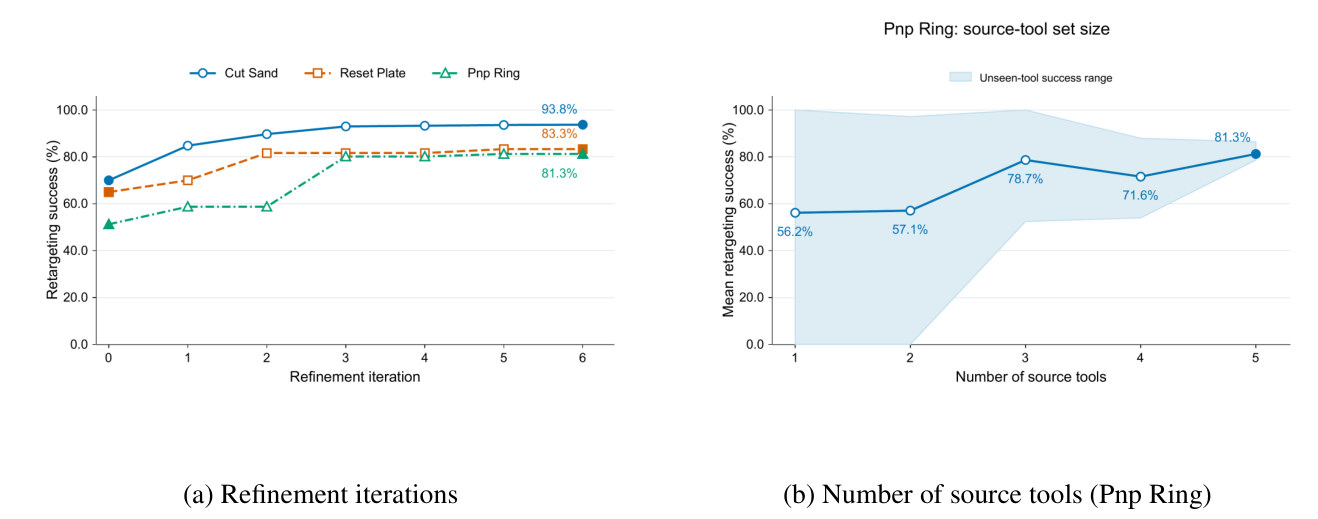 Cut Sand
Reset Plate
Pnp Ring
Retargeting success (%)
100.0
80.0
60.0
40.0
20.0
0.0
93.8%
83.3%
81.3%
0 1 2 3 4 5 6
Refinement iteration
(a) Refinement iterations
Pnp Ring: source-tool set size
Unseen-tool success range
Mean retargeting success (%)
100.0
80.0
60.0
40.0
20.0
0.0
56.2%
57.1%
78.7%
71.6%
81.3%
1 2 3 4 5
Number of source tools
(b) Number of source tools (Pnp Ring)